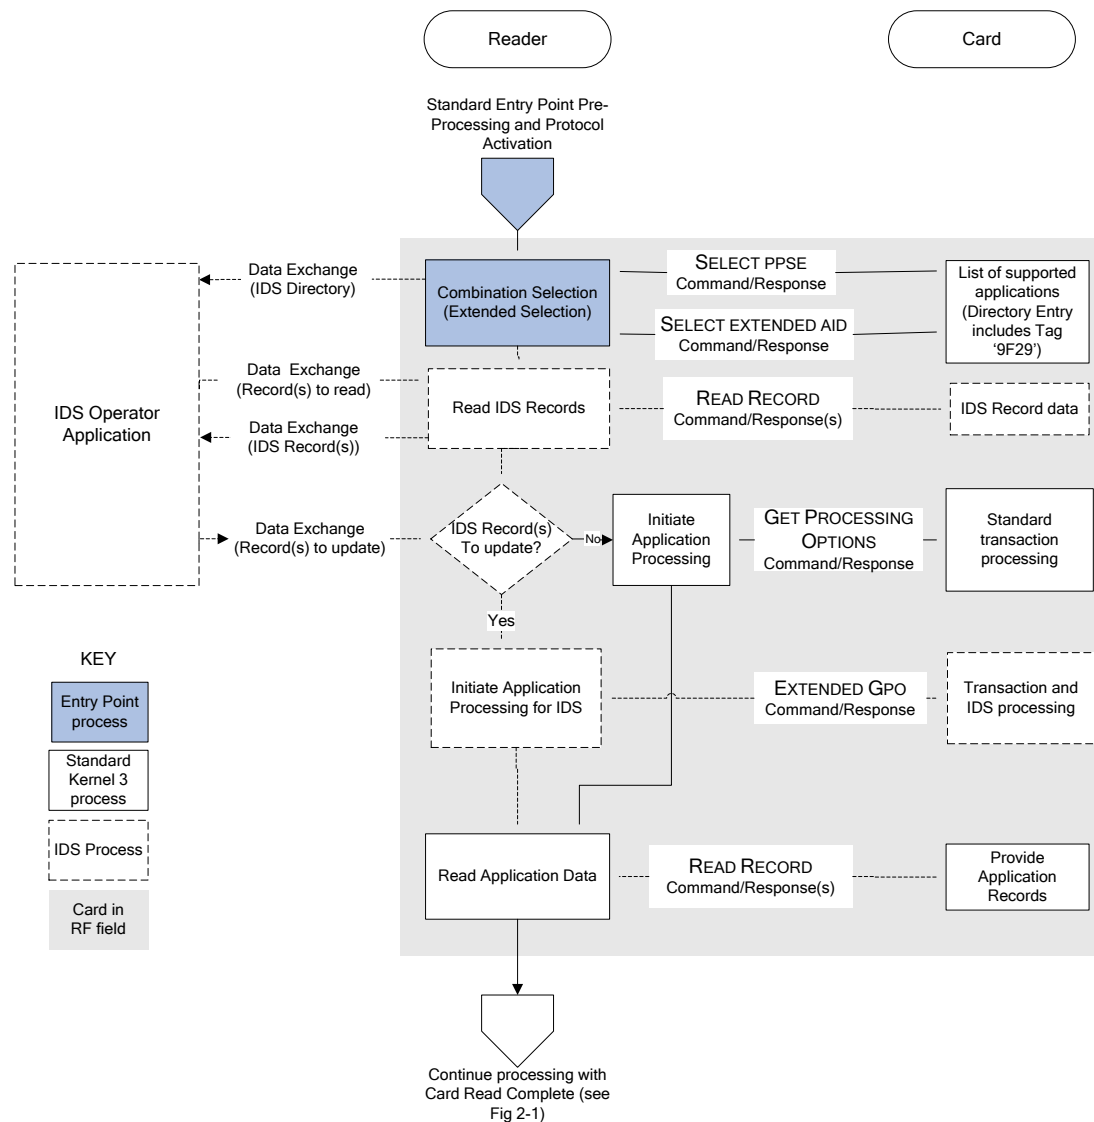 Reader
Card
Standard Entry Point Pre-
Processing and Protocol
Activation
Data Exchange
(IDS Directory)
Combination Selection
(Extended Selection)
SELECT PPSE
Command/Response
SELECT EXTENDED AID
Command/Response
List of supported
applications
(Directory Entry
includes Tag
‘9F29’)
IDS Operator
Application
Data Exchange
(Record(s) to read)
Data Exchange
(IDS Record(s))
Read IDS Records
READ RECORD
Command/Response(s)
IDS Record data
Data Exchange
(Record(s) to update)
IDS Record(s)
To update?
No
Initiate
Application
Processing
GET PROCESSING
OPTIONS
Command/Response
Standard
transaction
processing
Yes
Initiate Application
Processing for IDS
EXTENDED GPO
Command/Response
Transaction and
IDS processing
KEY
Entry Point
process
Standard
Kernel 3
process
IDS Process
Card in
RF field
Read Application Data
READ RECORD
Command/Response(s)
Provide
Application
Records
Continue processing with
Card Read Complete (see
Fig 2-1)